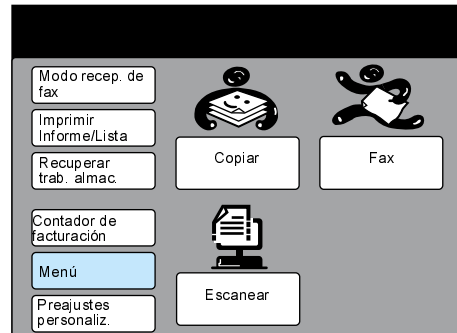 Modo recep. de
fax
Imprimir
Informe/Lista
Recuperar
trab. almac.
Contador de
facturación
Menú
Preajustes
personaliz.
Copiar
Fax
Escanear